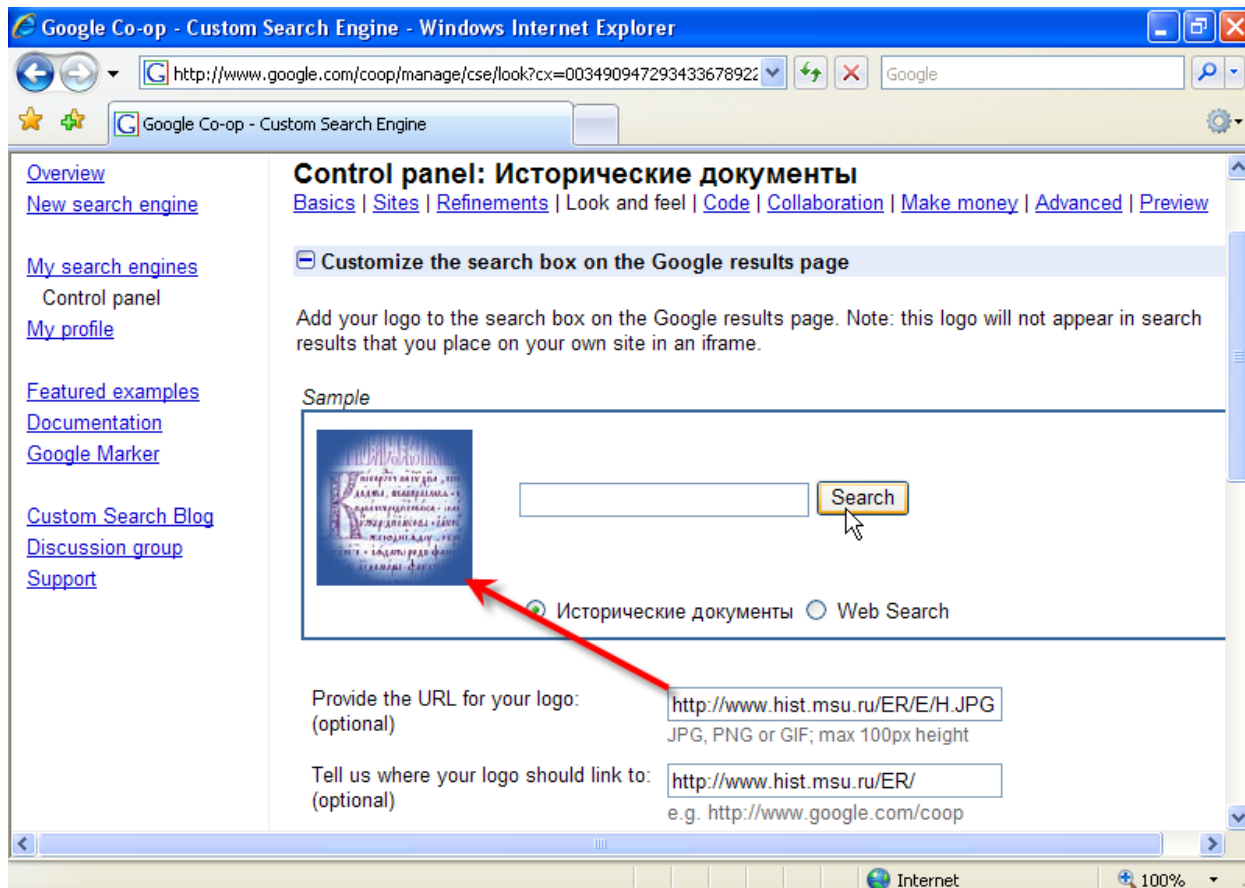 Google Co-op - Custom Search Engine - Windows Internet Explorer
http://www.google.com/coop/manage/cse/look?cx=003490947293433678922
Google
Google Co-op - Custom Search Engine
Overview
New search engine
My search engines
Control panel
My profile
Featured examples
Documentation
Google Marker
Custom Search Blog
Discussion group
Support
Control panel: Исторические документы
Basics | Sites | Refinements | Look and feel | Code | Collaboration | Make money | Advanced | Preview
Customize the search box on the Google results page
Add your logo to the search box on the Google results page. Note: this logo will not appear in search
results that you place on your own site in an iframe.
Sample
Search
Исторические документы Web Search
Provide the URL for your logo:
(optional)
http://www.hist.msu.ru/ER/E/H.JPG
JPG, PNG or GIF; max 100px height
Tell us where your logo should link to:
(optional)
http://www.hist.msu.ru/ER/
e.g. http://www.google.com/coop
Internet
100%